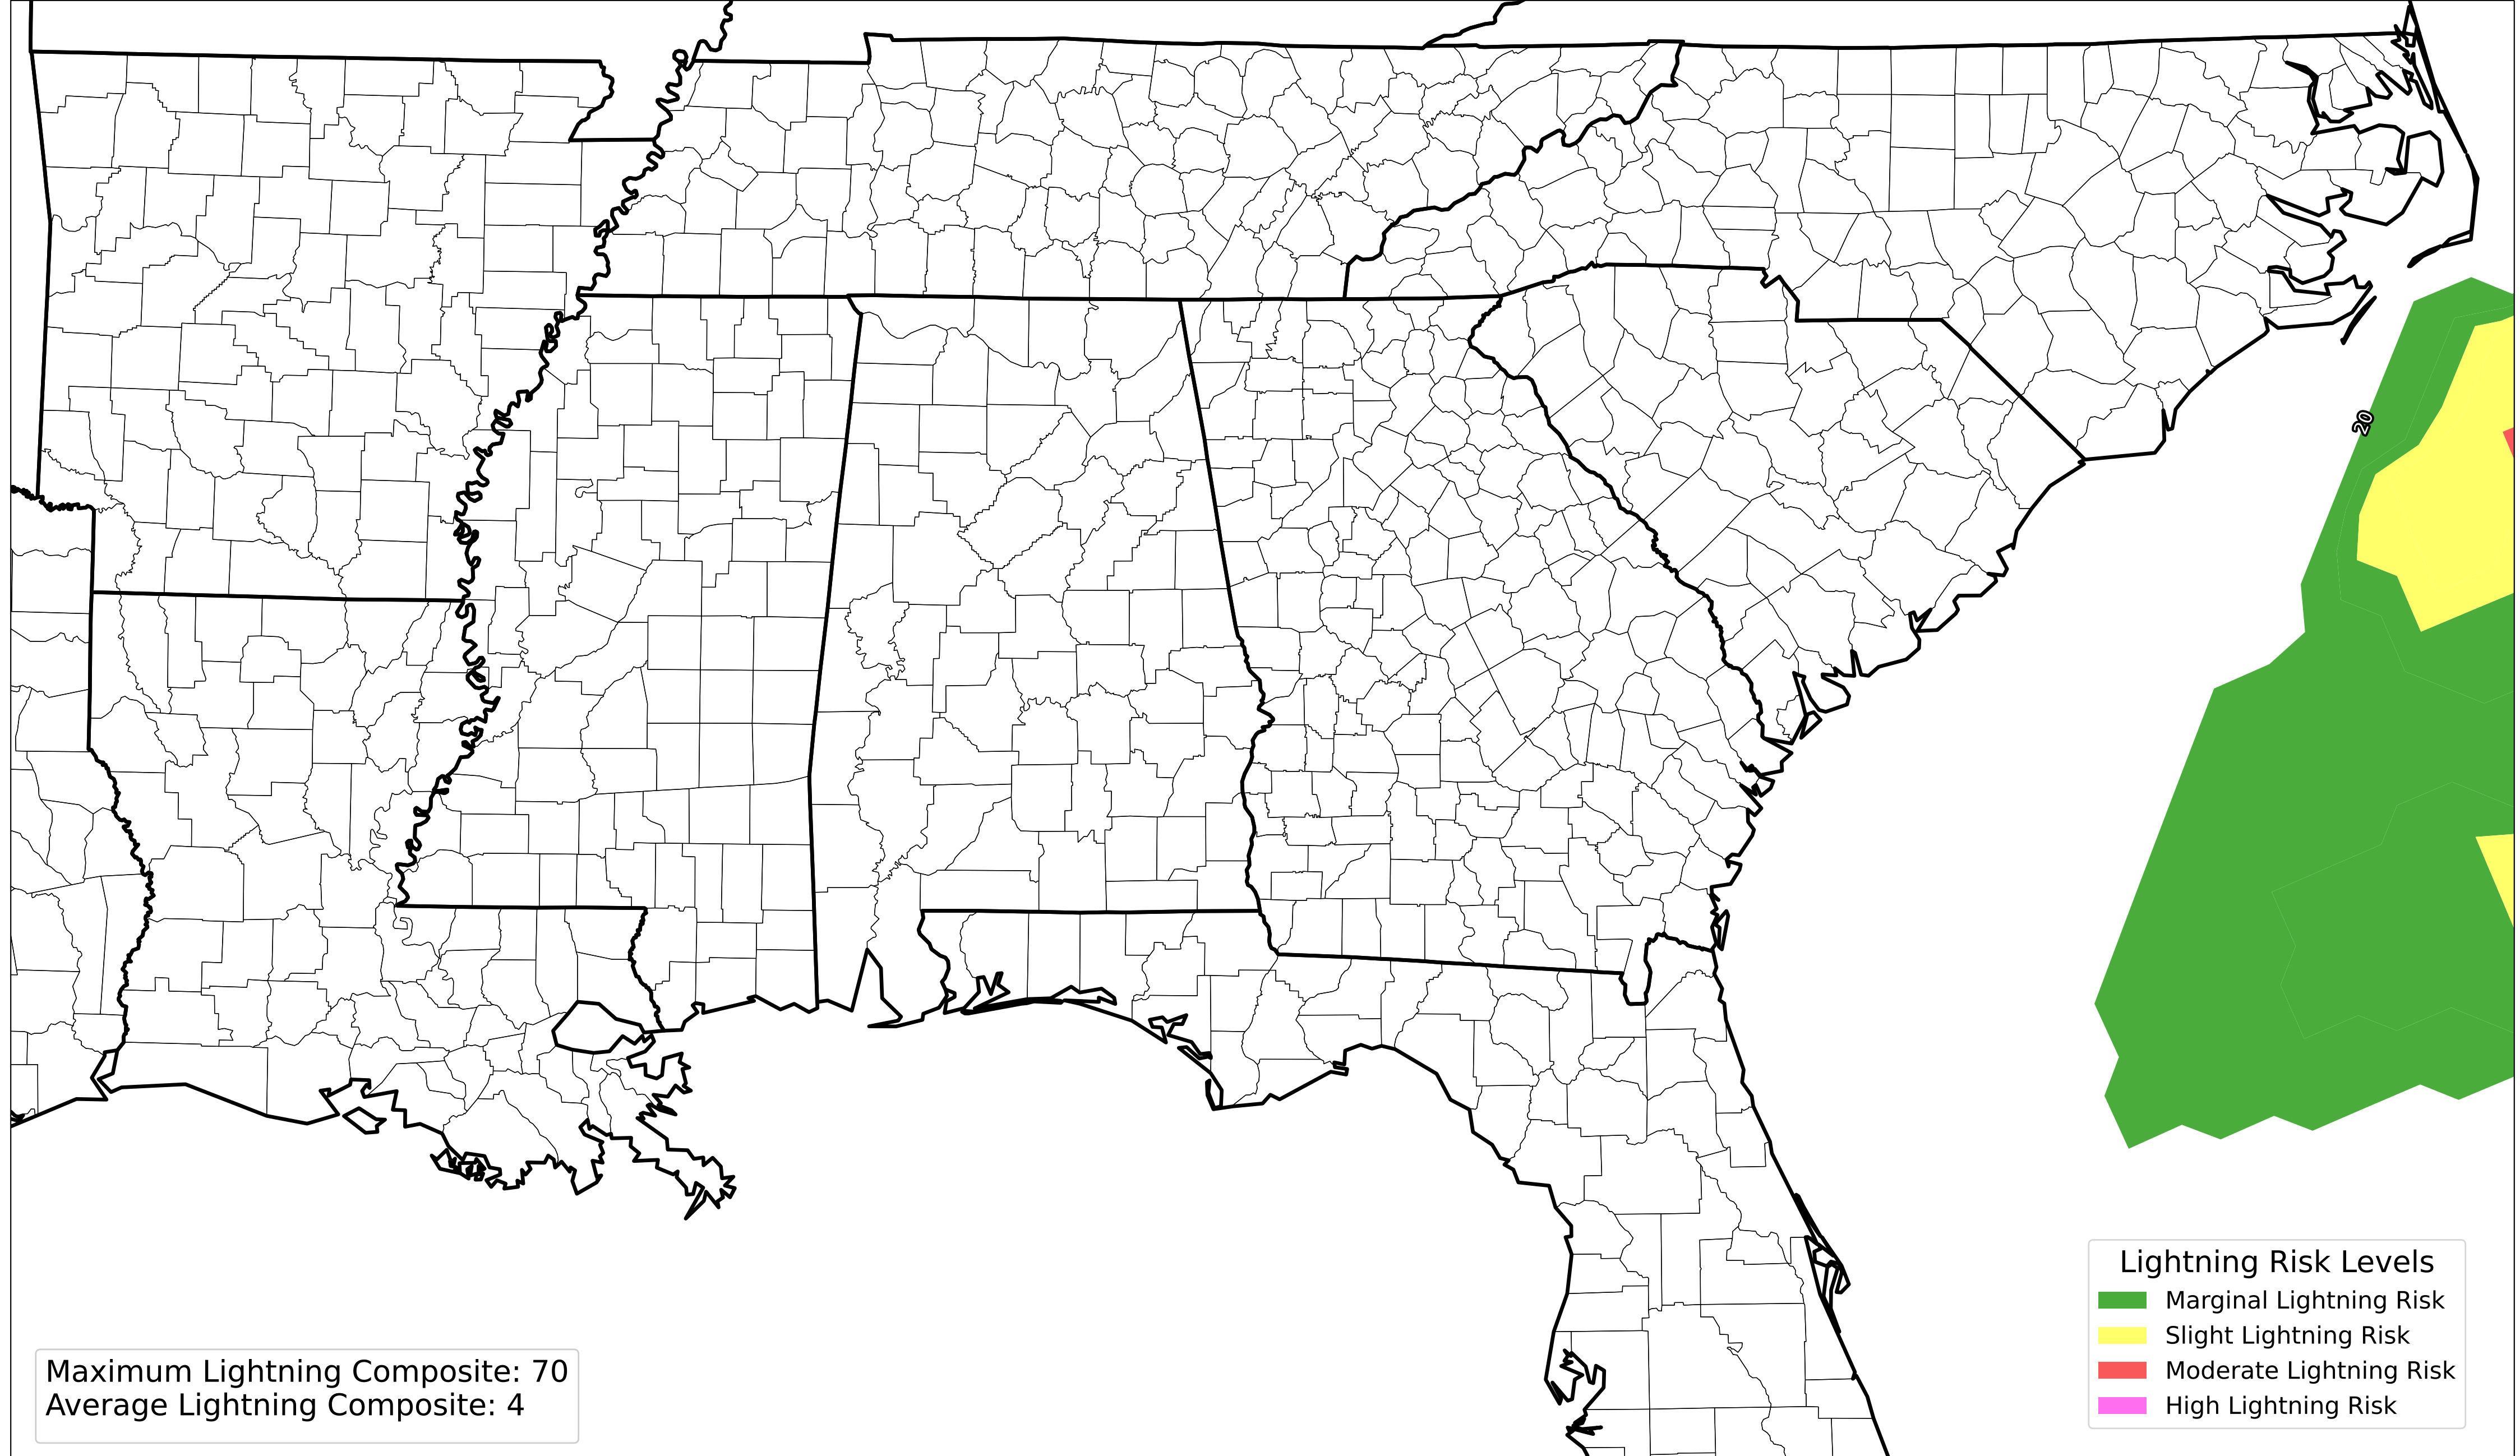 20
Lightning Risk Levels
Marginal Lightning Risk
Slight Lightning Risk
Moderate Lightning Risk
High Lightning Risk
Maximum Lightning Composite: 70
Average Lightning Composite: 4